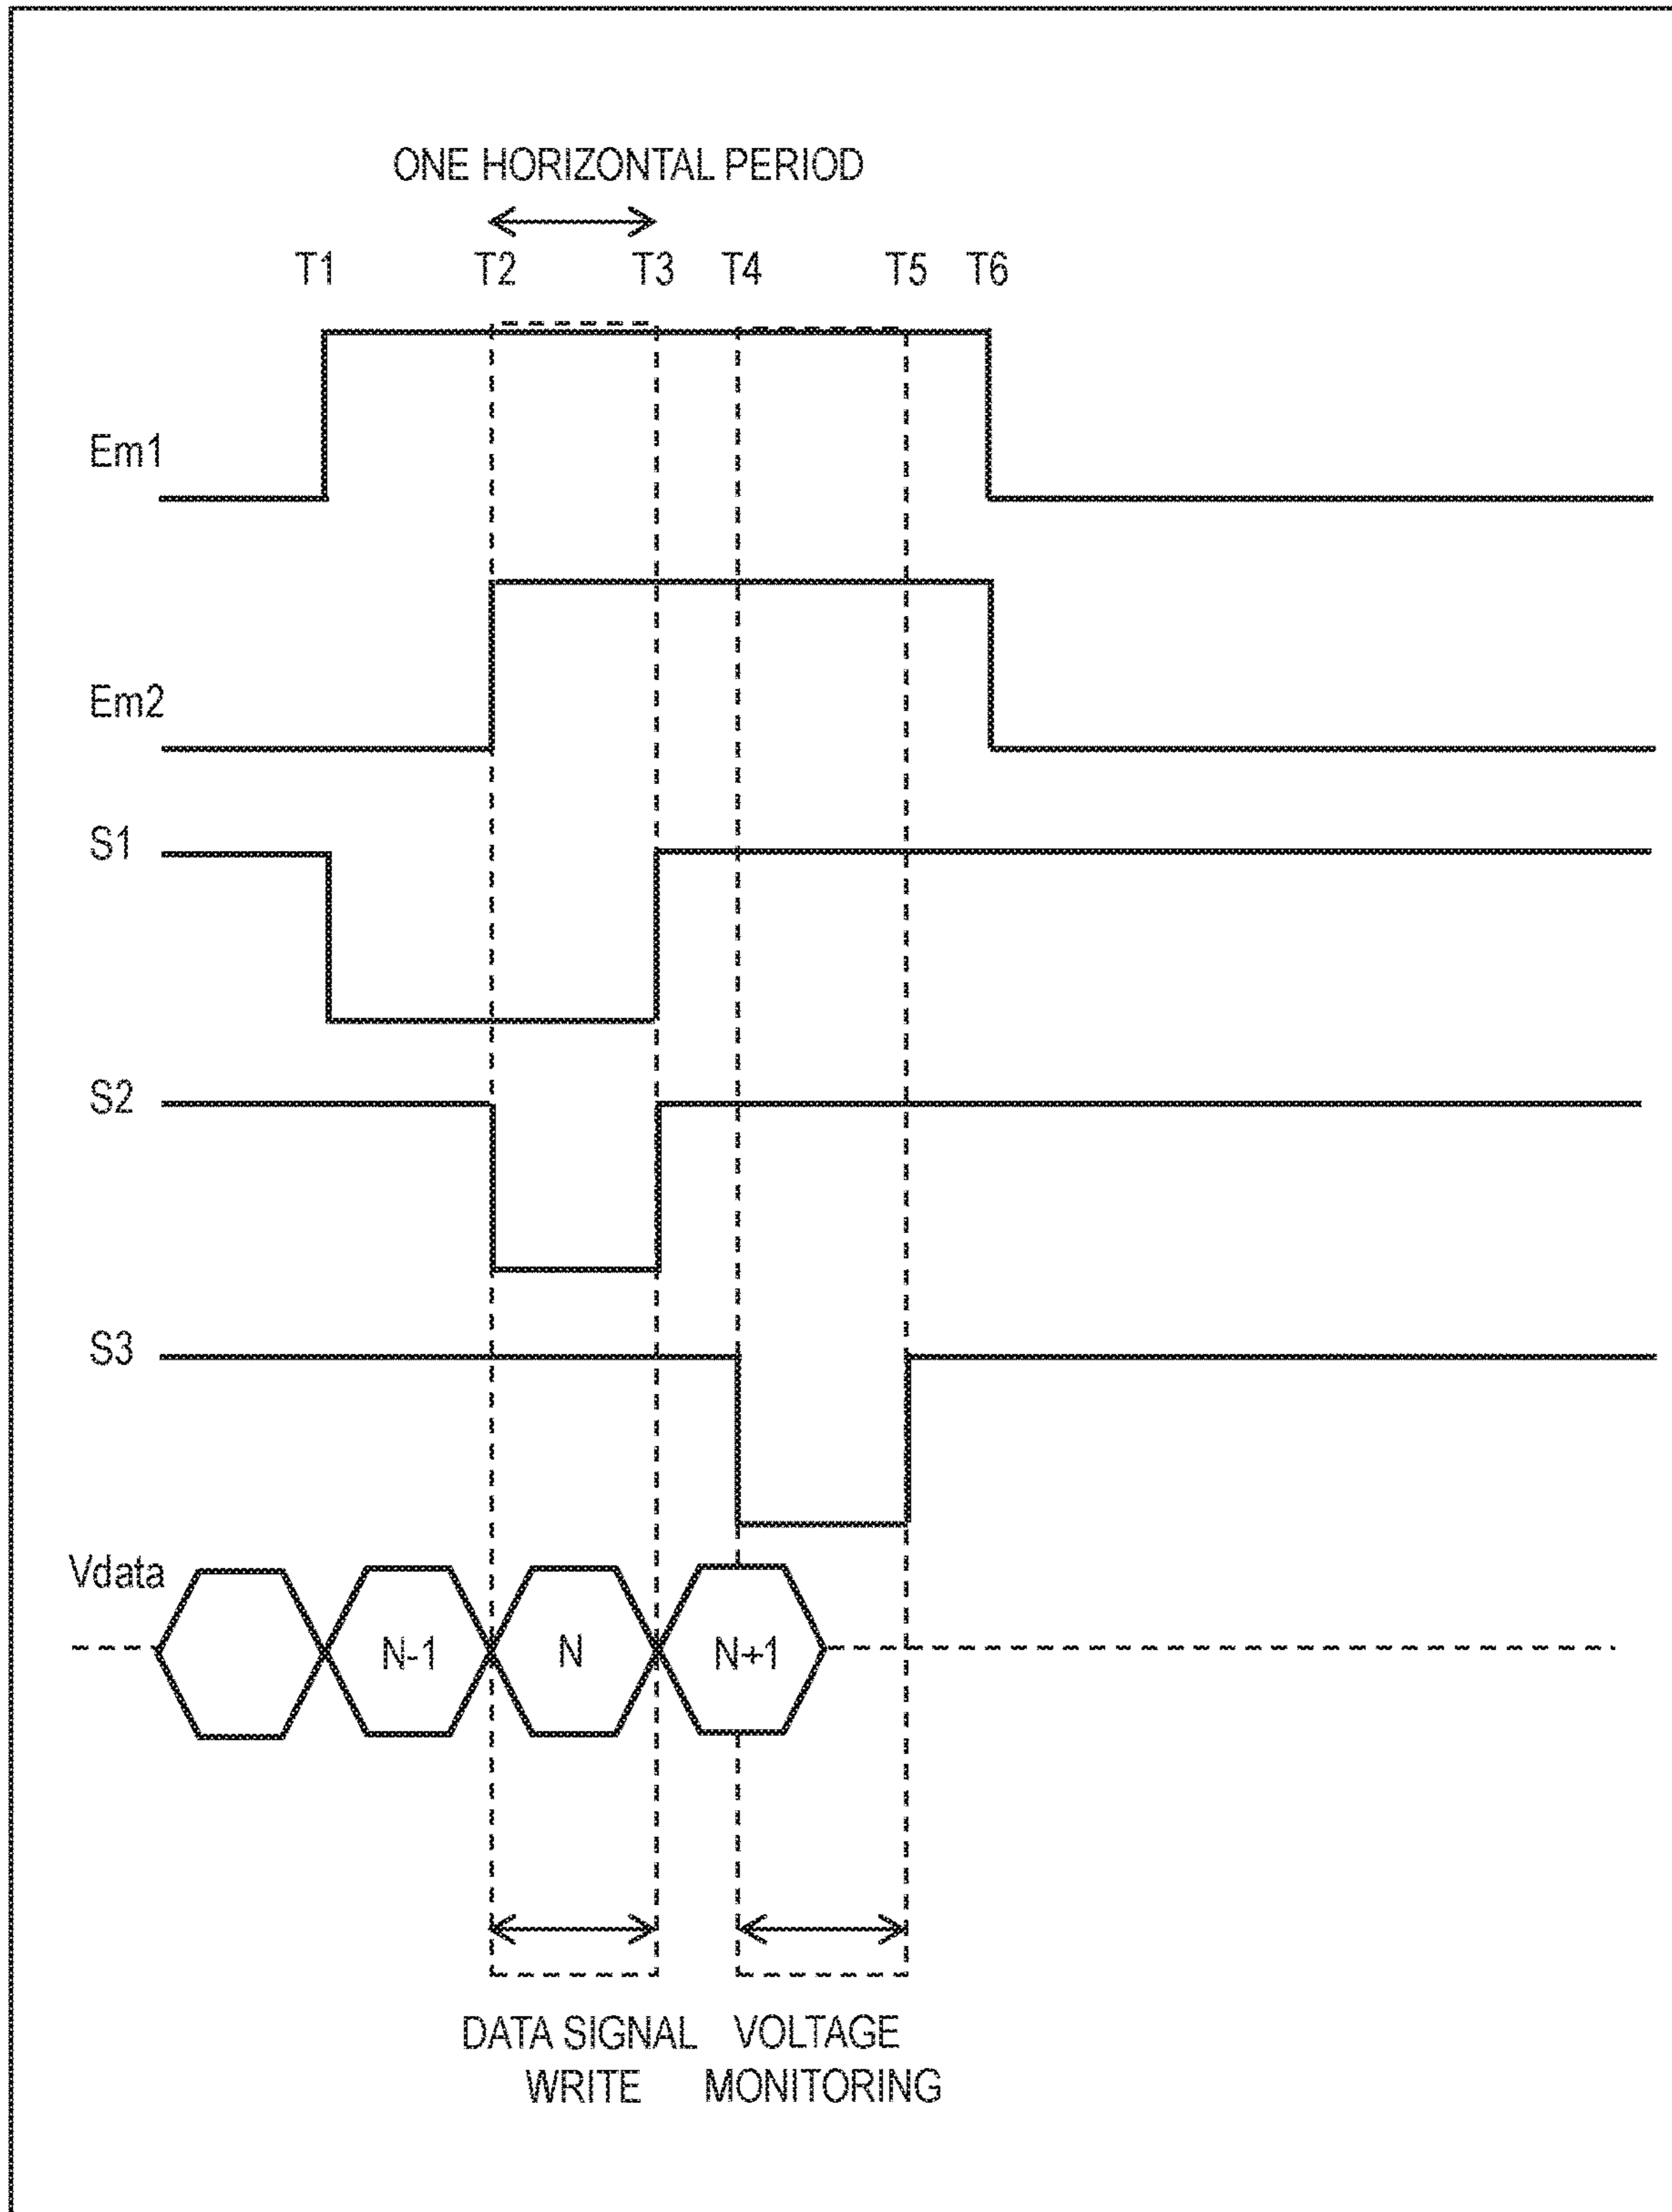 ONE HORIZONTAL PERIOD
T1 T2 T3 T4 T5 T6
Em1
Em2
S1
S2
S3
Vdata
N-1 N N+1
DATA SIGNAL WRITE
VOLTAGE MONITORING